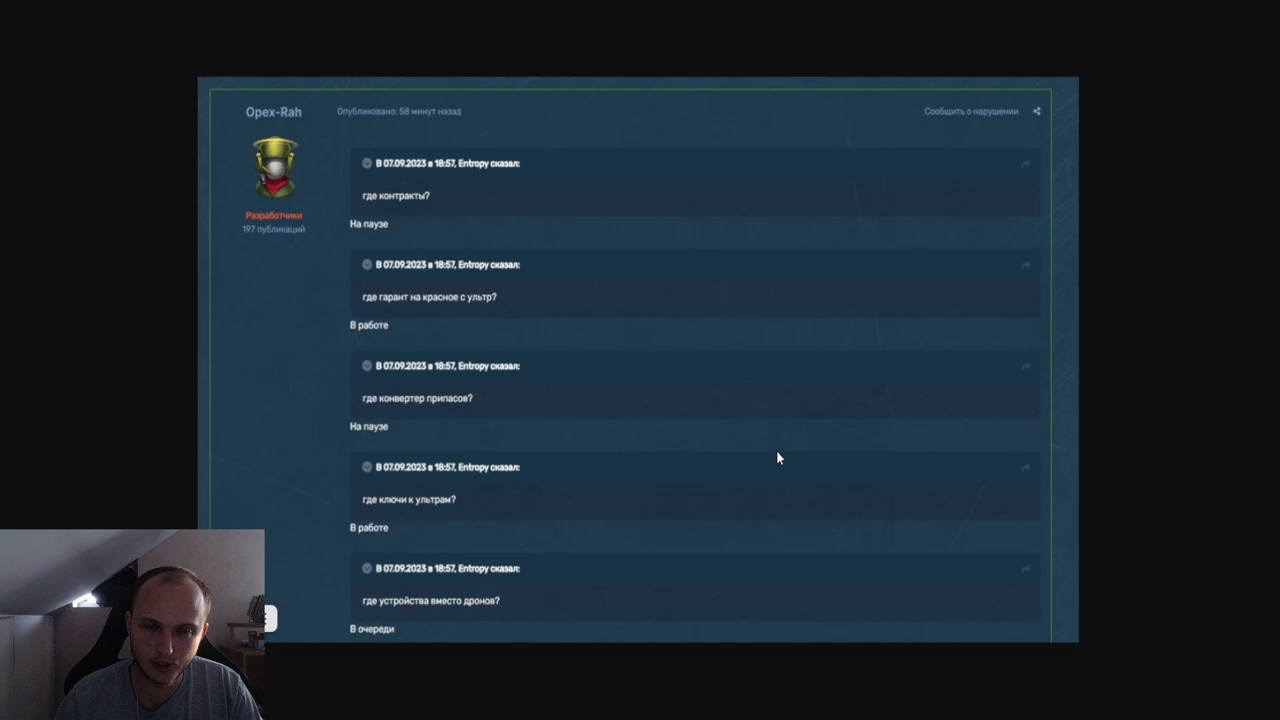 Opex-Rah
Опубликовано: 58 минут назад
Сообщить о нарушении
Разработчики
197 публикаций
В 07.09.2023 в 18:57, Entropy сказал:
где контракты?
На паузе
В 07.09.2023 в 18:57, Entropy сказал:
где гарант на красное с ультр?
В работе
В 07.09.2023 в 18:57, Entropy сказал:
где конвертер припасов?
На паузе
В 07.09.2023 в 18:57, Entropy сказал:
где ключи к ультрам?
В работе
В 07.09.2023 в 18:57, Entropy сказал:
где устройства вместо дронов?
В очереди